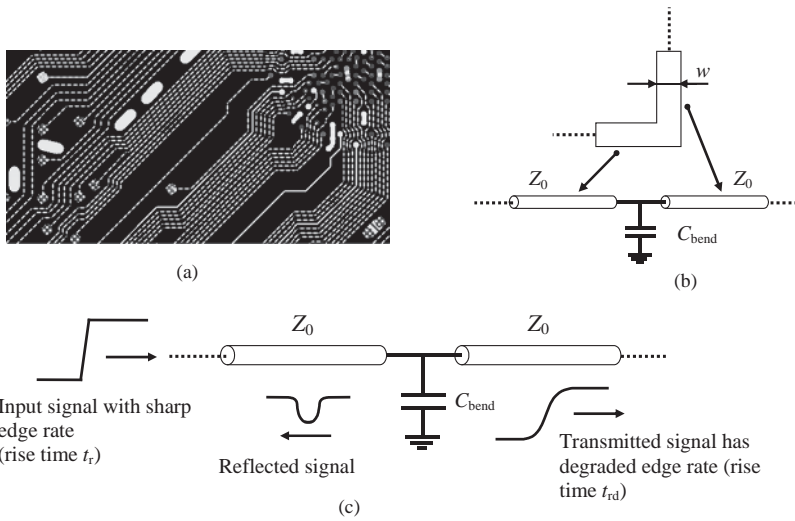 w
Z0 Z0
Cbend
(a)
(b)
Z0 Z0
Cbend
Input signal with sharp
edge rate
(rise time tr)
Reflected signal
Transmitted signal has
degraded edge rate (rise
time trd)
(c)